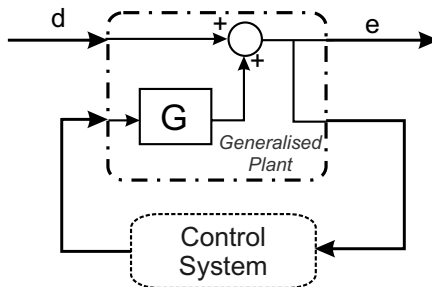 d
e
+
+
G
Generalised
Plant
Control
System